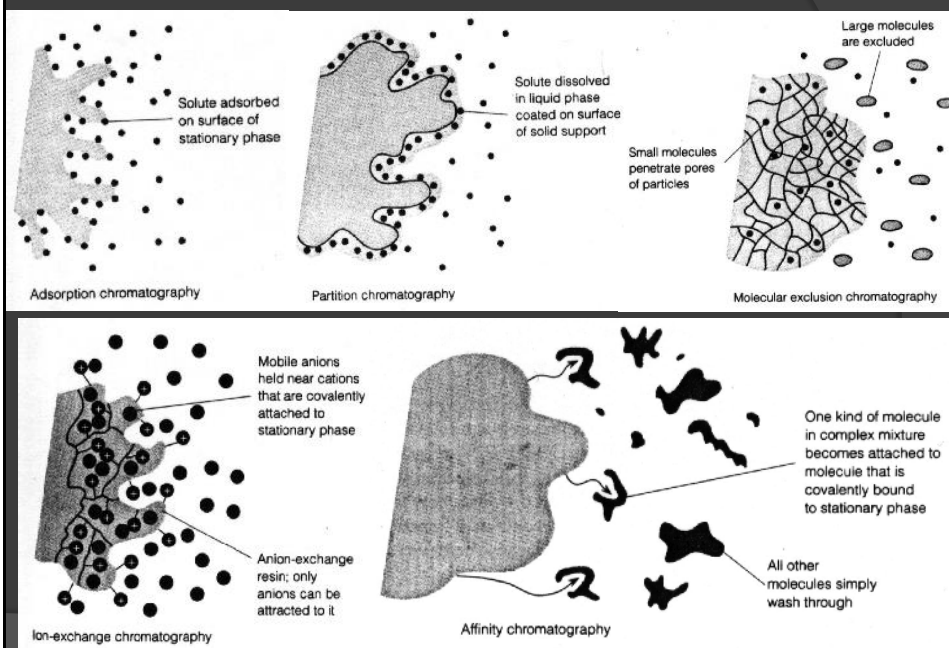 Solute adsorbed
on surface of
stationary phase
Adsorption chromatography
Solute dissolved
in liquid phase
coated on surface
of solid support
Partition chromatography
Large molecules
are excluded
Small molecules
penetrate pores
of particles
Molecular exclusion chromatography
Mobile anions
held near cations
that are covalently
attached to
stationary phase
Anion-exchange
resin; only
anions can be
attracted to it
Ion-exchange chromatography
One kind of molecule
in complex mixture
becomes attached to
molecule that is
covalently bound
to stationary phase
All other
molecules simply
wash through
Affinity chromatography